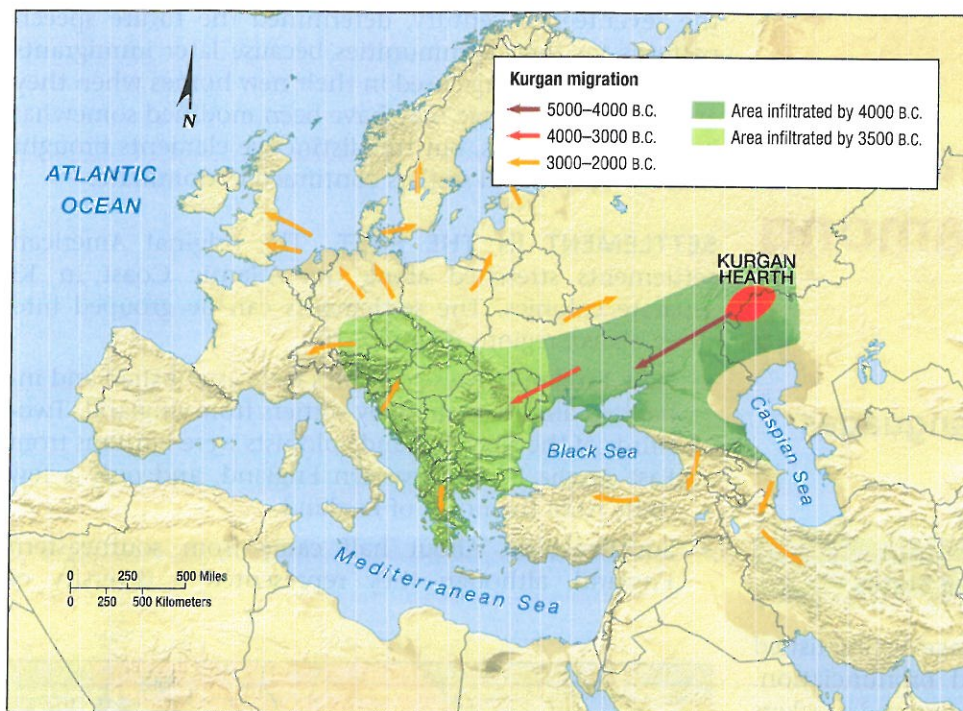 Kurgan migration
5000–4000 B.C.
4000–3000 B.C.
3000–2000 B.C.
Area infiltrated by 4000 B.C.
Area infiltrated by 3500 B.C.
N
ATLANTIC
OCEAN
KURGAN
HEARTH
Black Sea
Caspian Sea
Mediterranean Sea
0 250 500 Miles
0 250 500 Kilometers